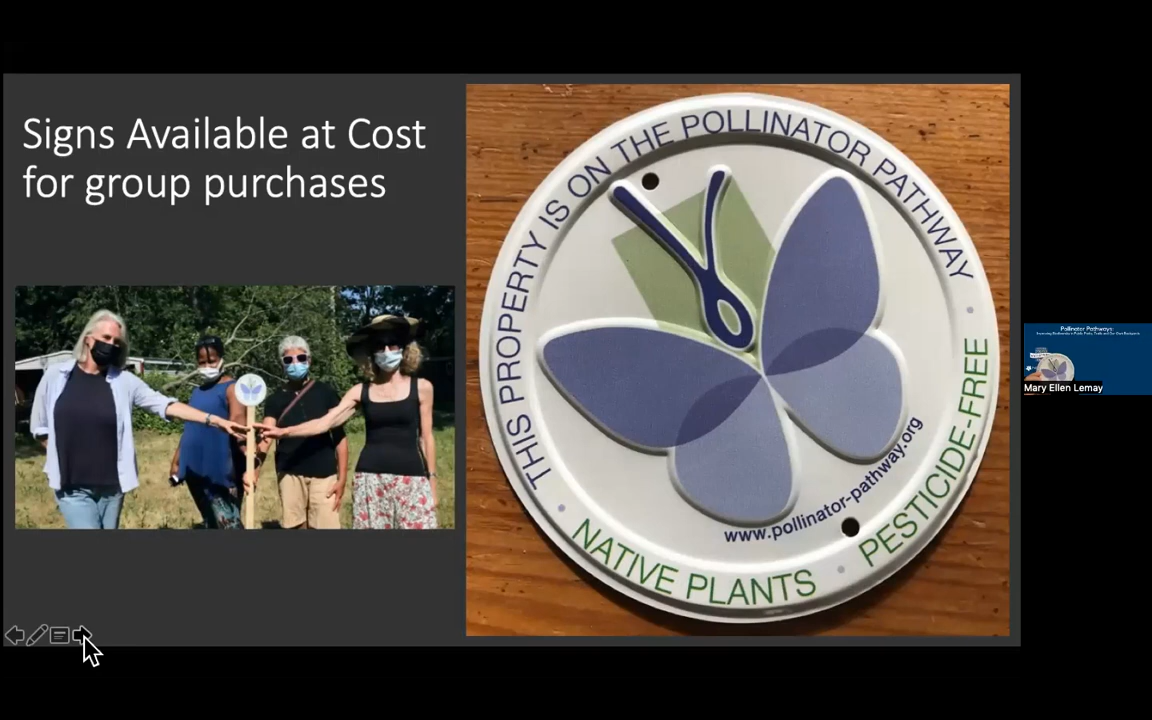 Signs Available at Cost
for group purchases
THIS PROPERTY IS ON THE POLLINATOR PATHWAY
NATIVE PLANTS • PESTICIDE-FREE
www.pollinator-pathway.org
Pollinator Pathways:
Mary Ellen Lemay